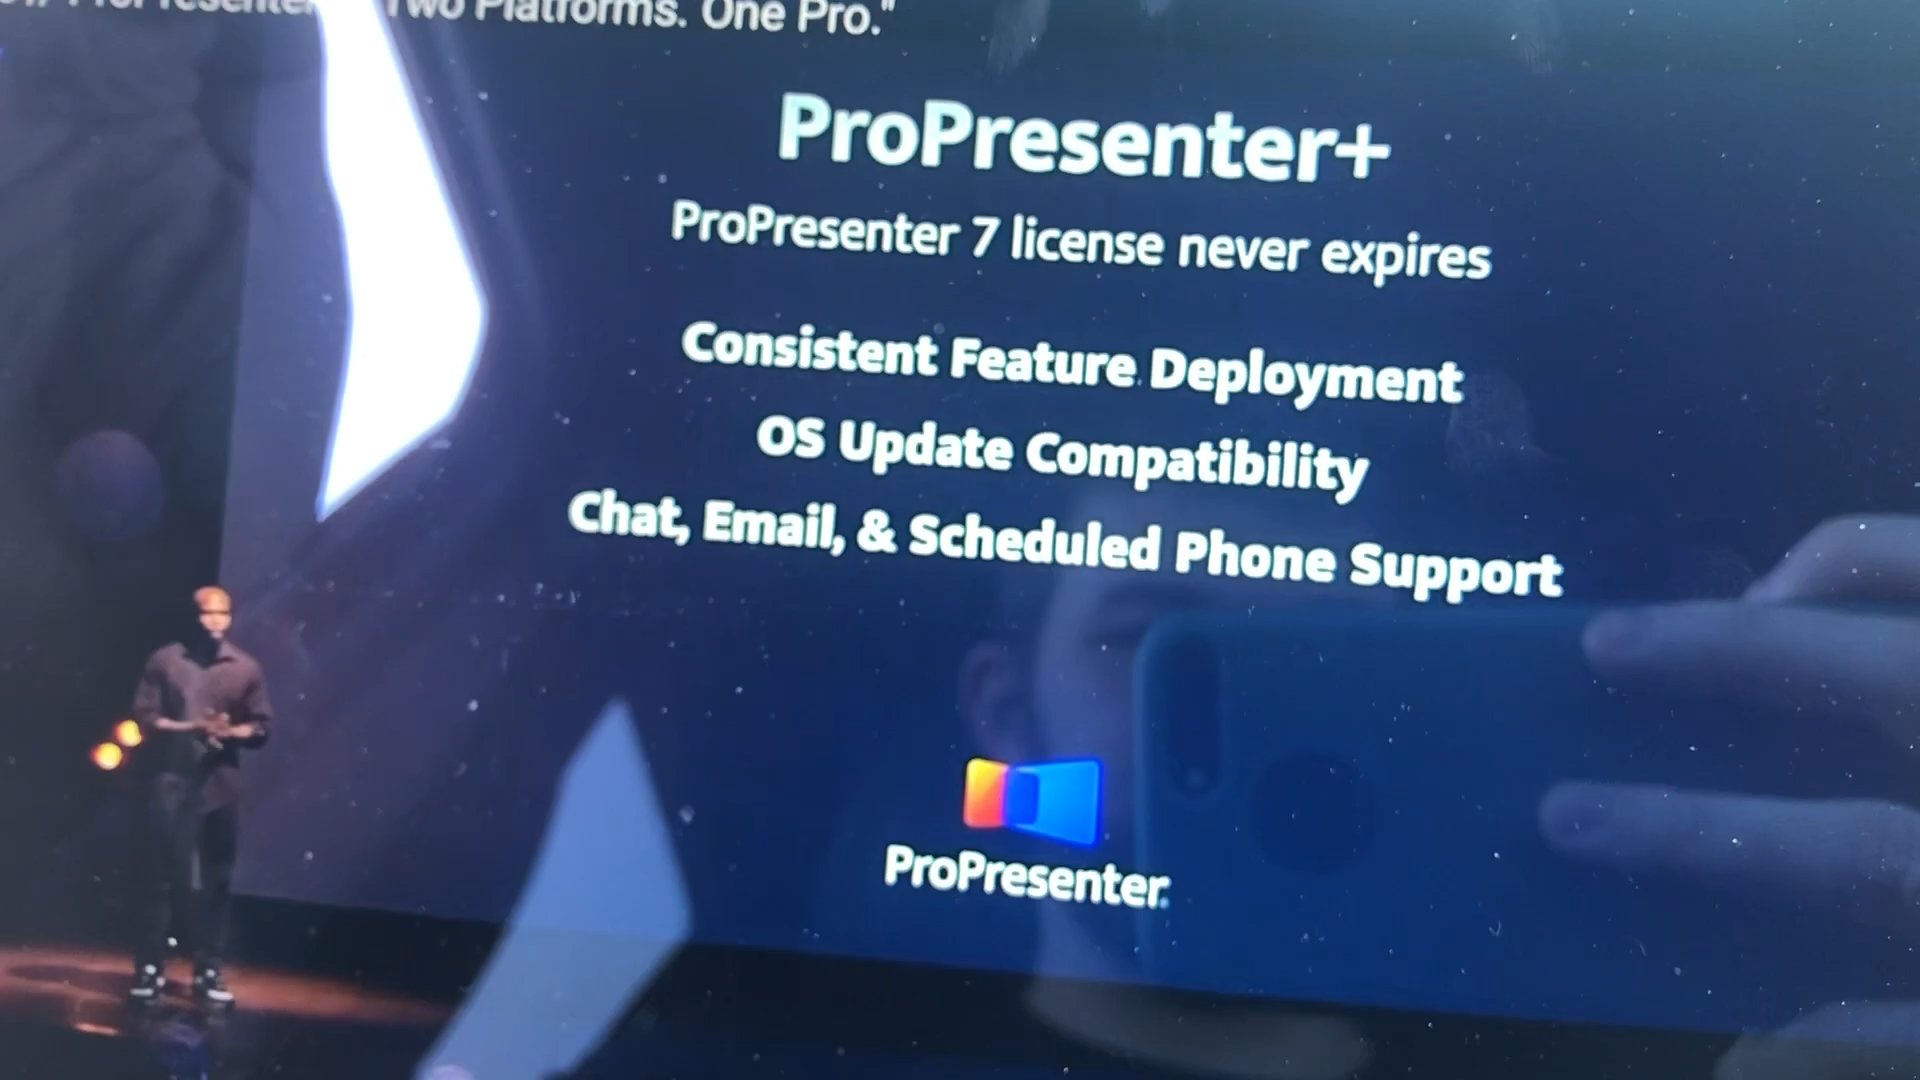 Two Platforms. One Pro."
ProPresenter+
ProPresenter 7 license never expires
Consistent Feature Deployment
OS Update Compatibility
Chat, Email, & Scheduled Phone Support
ProPresenter